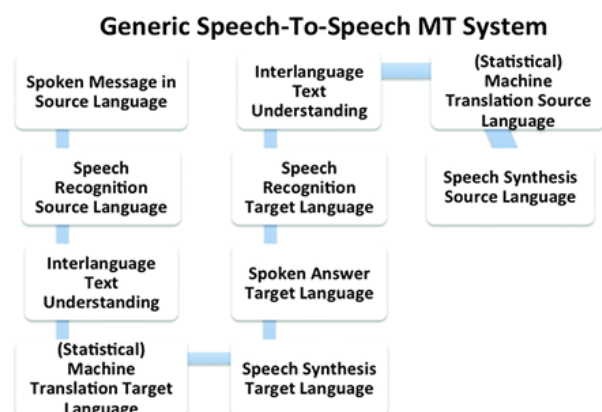 Generic Speech-To-Speech MT System
Spoken Message in
Source Language
Speech
Recognition
Source Language
Interlanguage
Text
Understanding
(Statistical)
Machine
Translation Target
Language
Speech Synthesis
Target Language
Spoken Answer
Target Language
Speech
Recognition
Target Language
Interlanguage
Text
Understanding
(Statistical)
Machine
Translation Source
Language
Speech Synthesis
Source Language